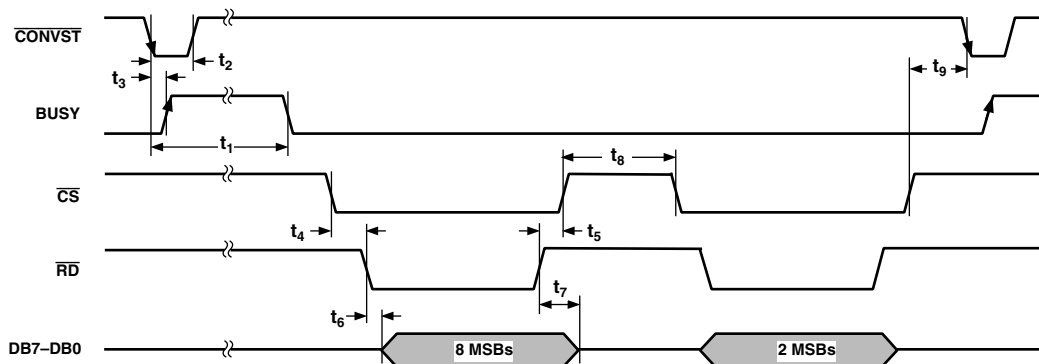 CONVST
t2
t3
t9
BUSY
t1
t8
CS
t4
t5
RD
t7
t6
DB7–DB0
8 MSBs
2 MSBs